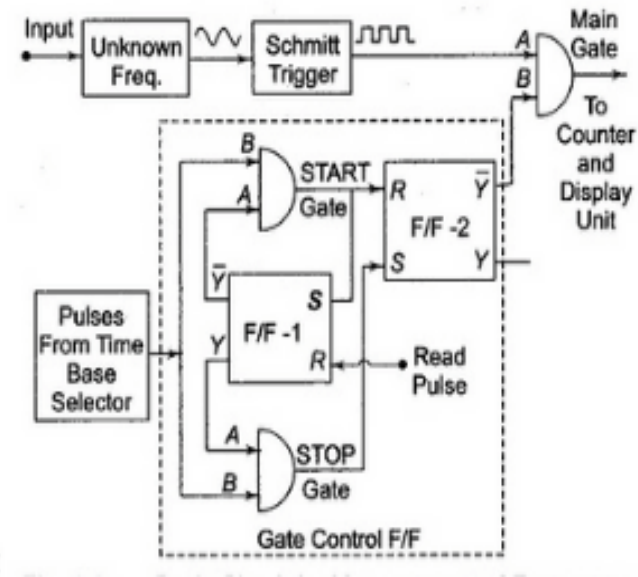 Input
Unknown
Freq.
Schmitt
Trigger
A
B
Main
Gate
To
Counter
and
Display
Unit
B
A
START
Gate
R
S
F/F -2
Ȳ
Y
Ȳ
Y
F/F -1
S
R
Read
Pulse
Pulses
From Time
Base
Selector
A
B
STOP
Gate
Gate Control F/F